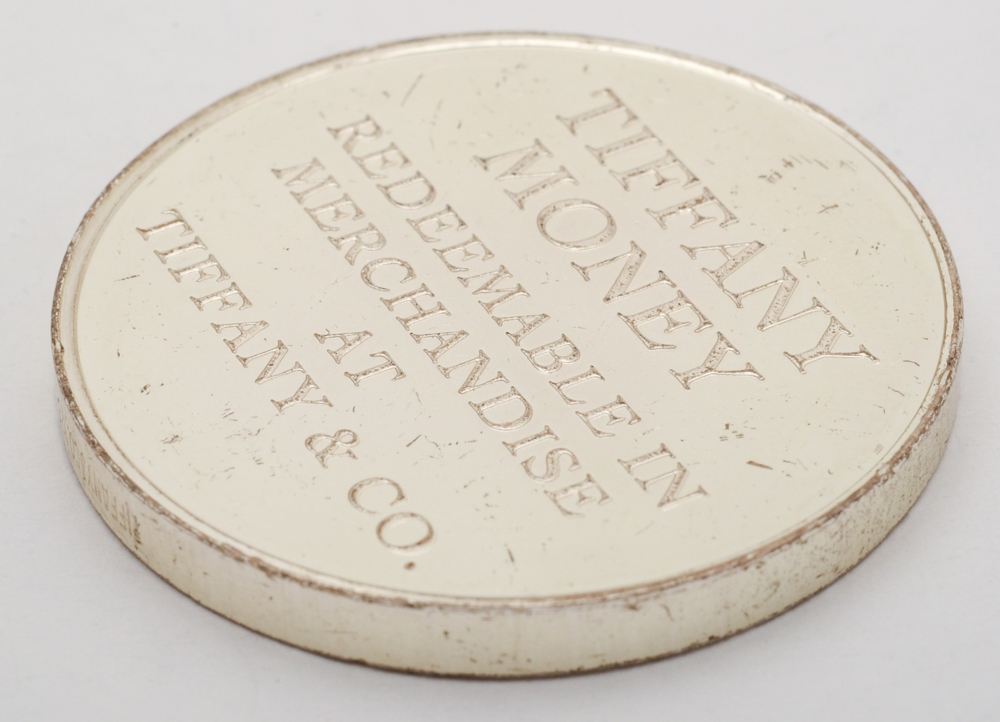 TIFFANY
MONEY
REDEEMABLE IN
MERCHANDISE
AT
TIFFANY & CO